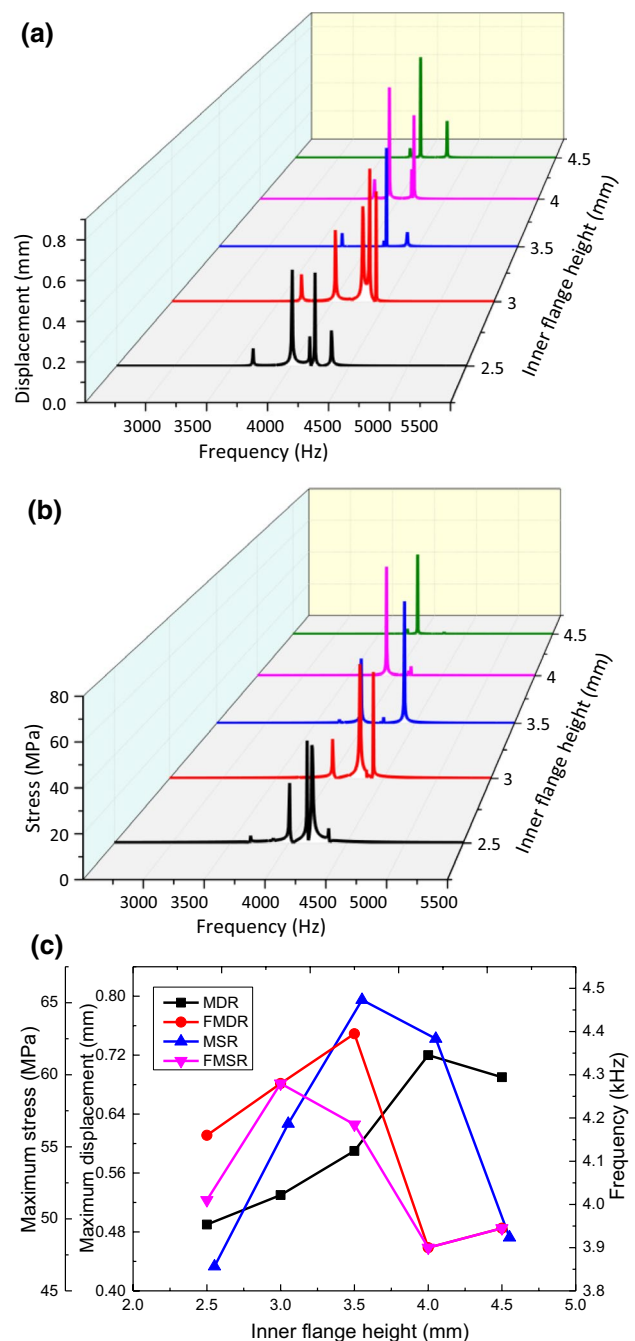 (a)
Displacement (mm)
0.8
0.6
0.4
0.2
0.0
3000 3500 4000 4500 5000 5500
Frequency (Hz)
4.5
4
3.5
3
2.5
Inner flange height (mm)
(b)
Stress (MPa)
80
60
40
20
0
3000 3500 4000 4500 5000 5500
Frequency (Hz)
4.5
4
3.5
3
2.5
Inner flange height (mm)
(c)
Maximum stress (MPa)
65
60
55
50
45
Maximum displacement (mm)
0.80
0.72
0.64
0.56
0.48
0.40
MDR
FMDR
MSR
FMSR
4.5
4.4
4.3
4.2
4.1
4.0
3.9
3.8
Frequency (kHz)
2.0 2.5 3.0 3.5 4.0 4.5 5.0
Inner flange height (mm)